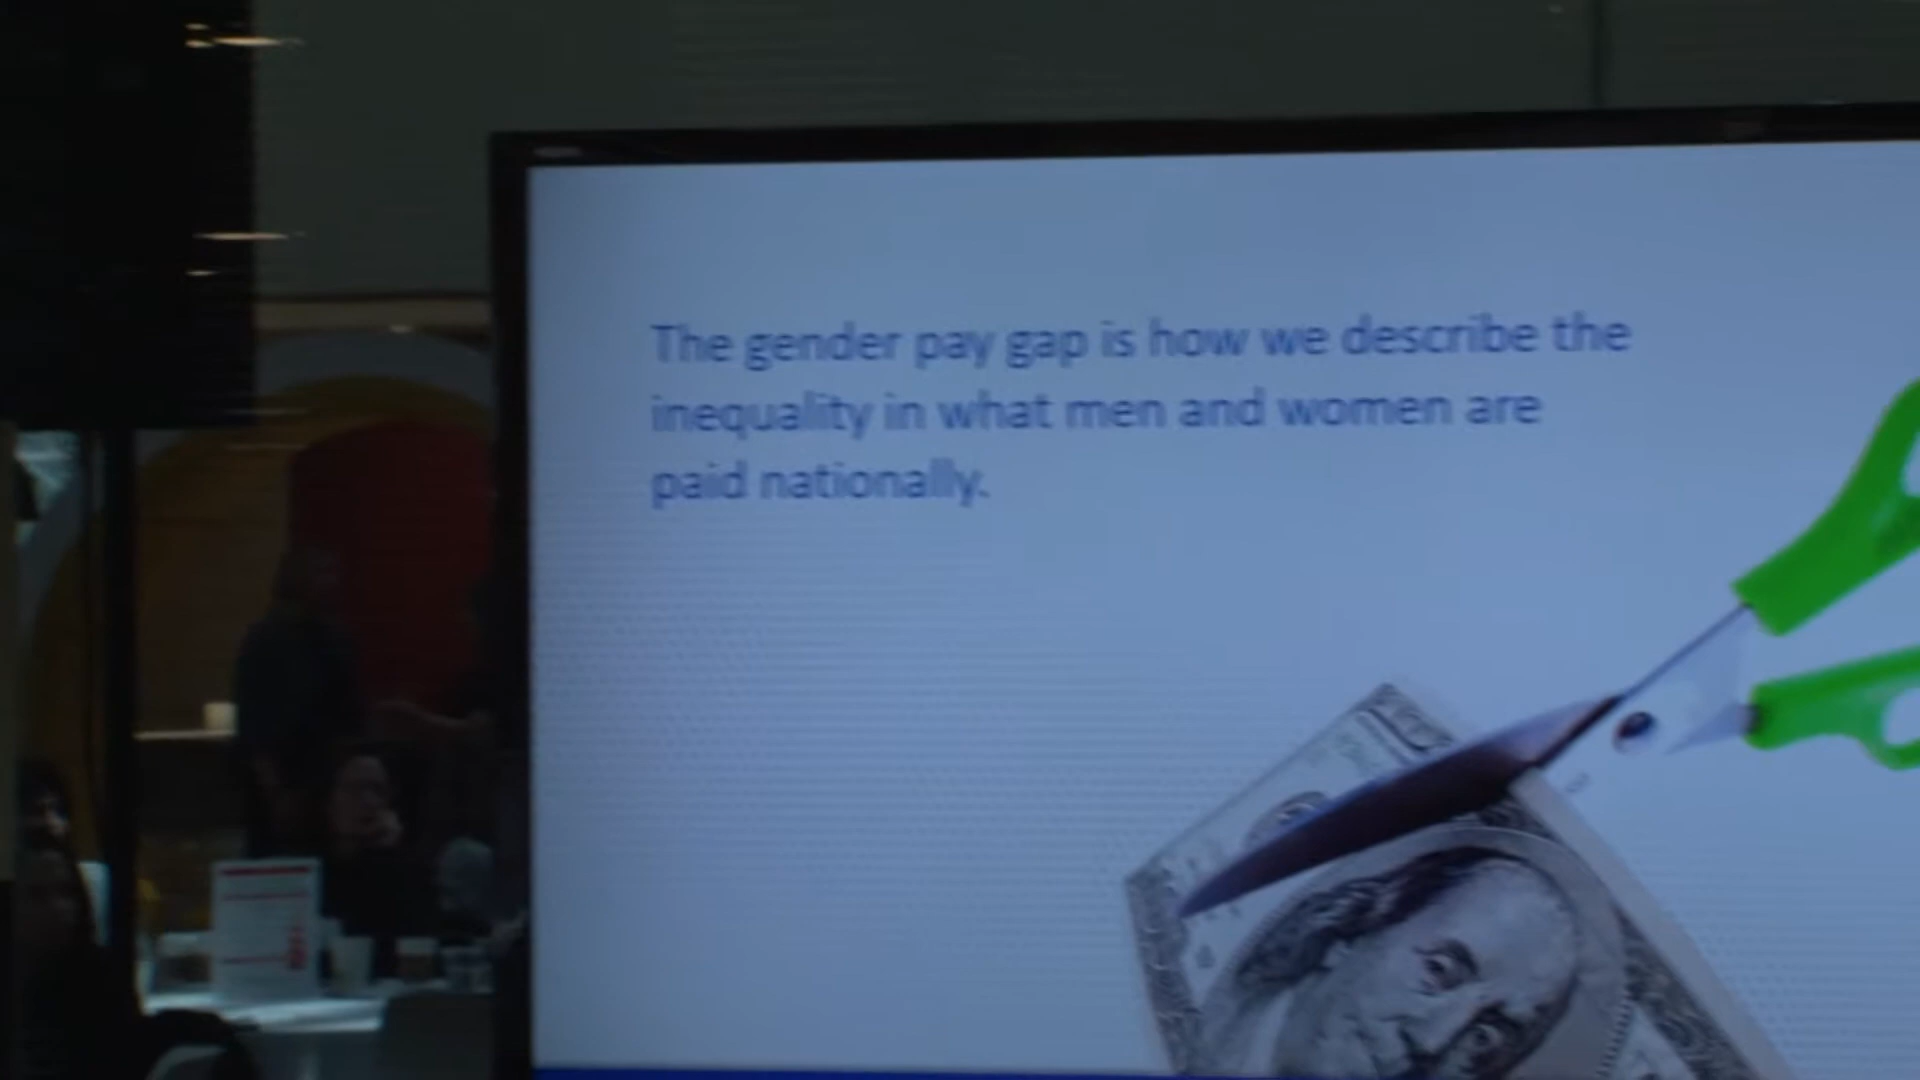 The gender pay gap is how we describe the
inequality in what men and women are
paid nationally.